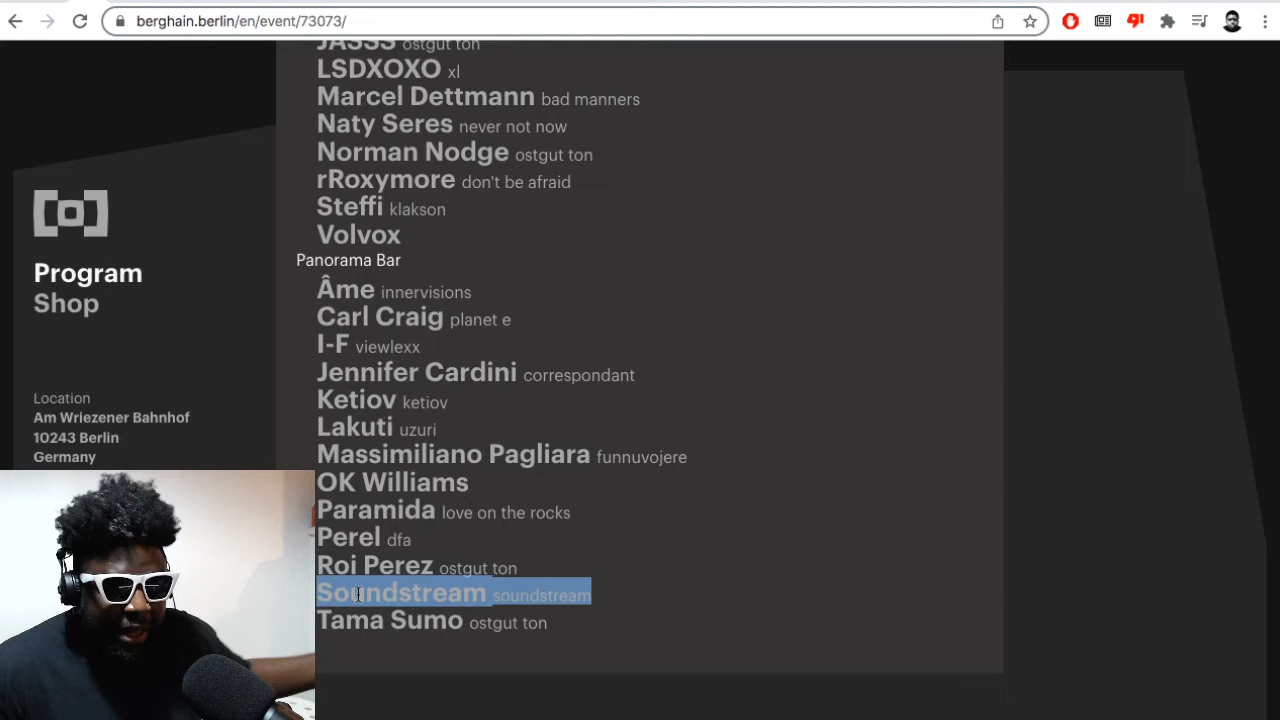 berghain.berlin/en/event/73073/
JASSS ostgut ton
LSDXOXO xl
Marcel Dettmann bad manners
Naty Seres never not now
Norman Nodge ostgut ton
rRoxymore don't be afraid
Steffi klakson
Volvox
Panorama Bar
Âme innervisions
Carl Craig planet e
I-F viewlexx
Jennifer Cardini correspondant
Ketiov ketiov
Lakuti uzuri
Massimiliano Pagliara funnuvojere
OK Williams
Paramida love on the rocks
Perel dfa
Roi Perez ostgut ton
Soundstream soundstream
Tama Sumo ostgut ton
Program
Shop
Location
Am Wriezener Bahnhof
10243 Berlin
Germany